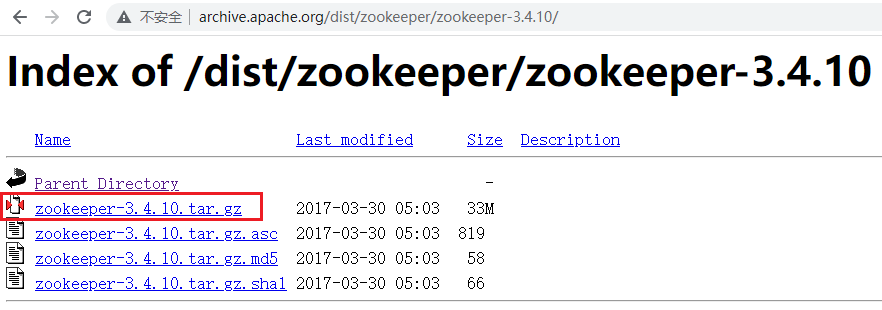 不安全 | archive.apache.org/dist/zookeeper/zookeeper-3.4.10/
Index of /dist/zookeeper/zookeeper-3.4.10
Name Last modified Size Description
Parent Directory -
zookeeper-3.4.10.tar.gz 2017-03-30 05:03 33M
zookeeper-3.4.10.tar.gz.asc 2017-03-30 05:03 819
zookeeper-3.4.10.tar.gz.md5 2017-03-30 05:03 58
zookeeper-3.4.10.tar.gz.sha1 2017-03-30 05:03 66